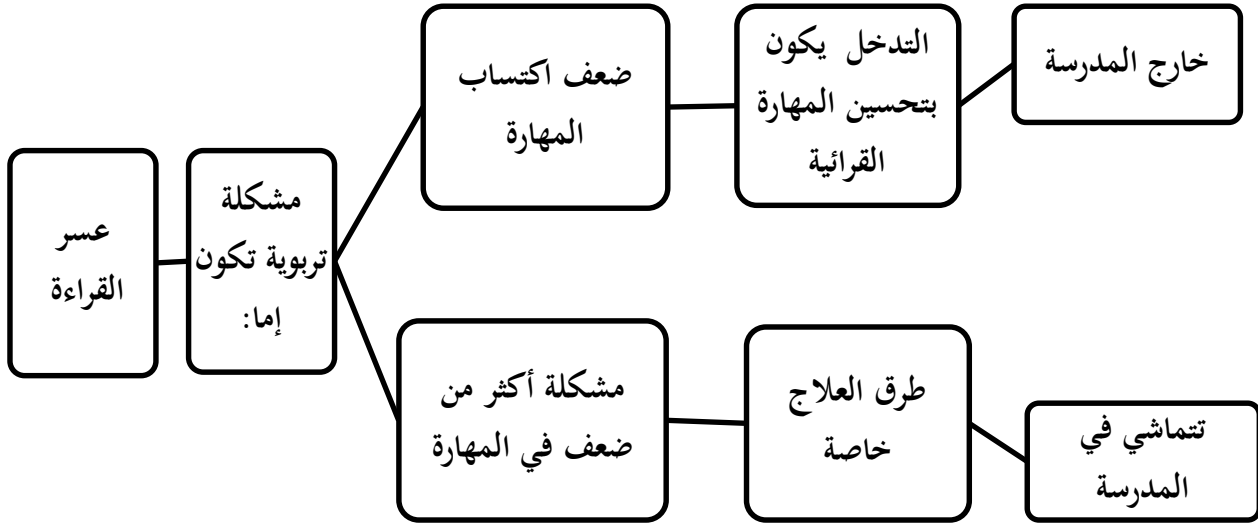 عسر
القراءة
مشكلة
تربوية تكون
إما:
ضعف اكتساب
المهارة
التدخل يكون
بتحسين المهارة
القرائية
خارج المدرسة
مشكلة أكثر من
ضعف في المهارة
طرق العلاج
خاصة
تتماشي في
المدرسة